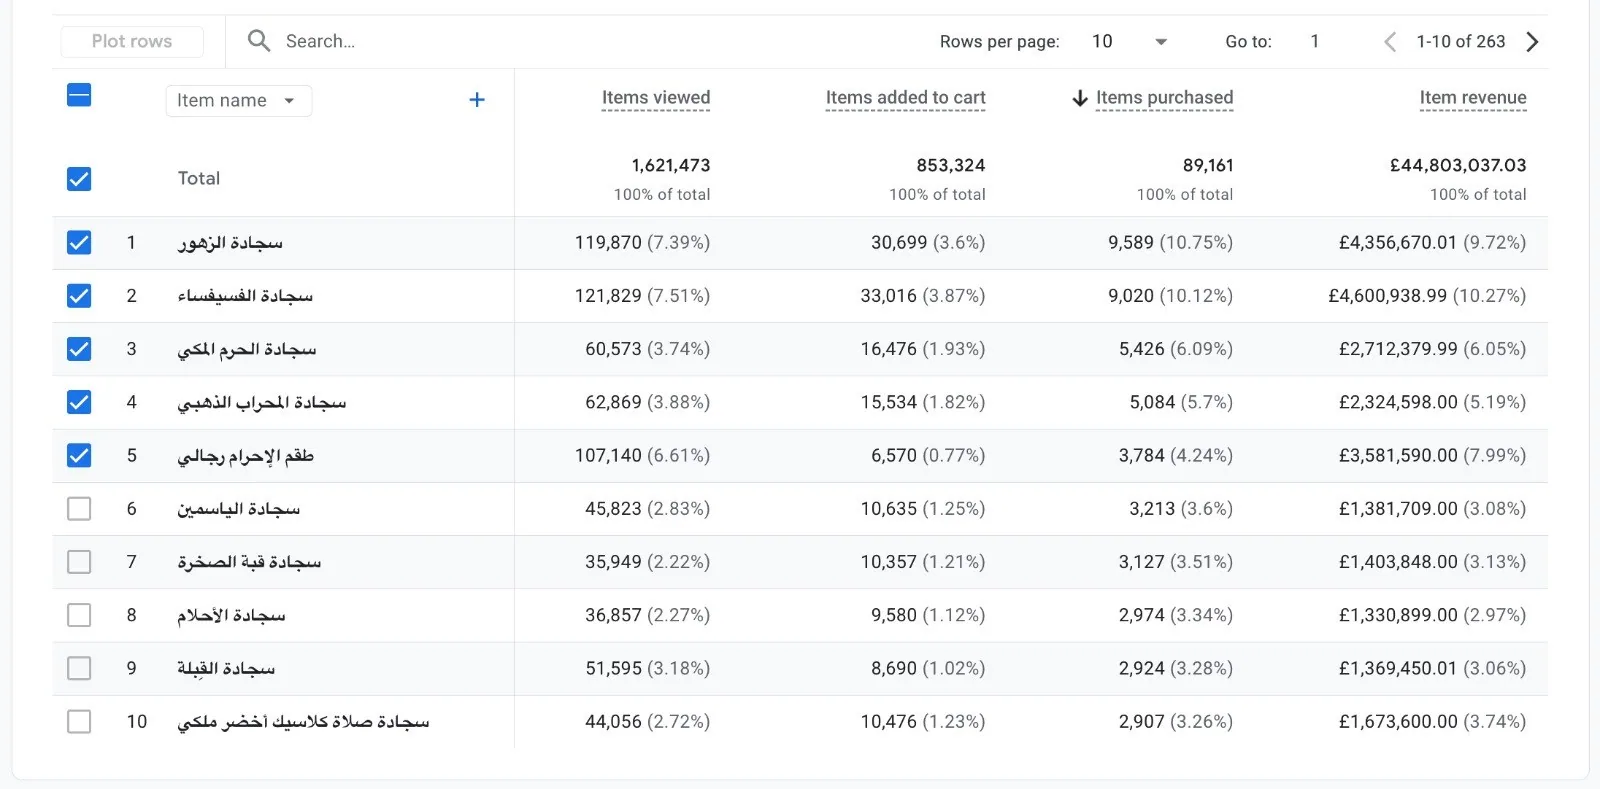 Plot rows Search... Rows per page: 10 Go to: 1 1-10 of 263
Item name + Items viewed Items added to cart ↓ Items purchased Item revenue
Total 1,621,473 853,324 89,161 £44,803,037.03
100% of total 100% of total 100% of total 100% of total
1 سجادة الزهور 119,870 (7.39%) 30,699 (3.6%) 9,589 (10.75%) £4,356,670.01 (9.72%)
2 سجادة الفسيفساء 121,829 (7.51%) 33,016 (3.87%) 9,020 (10.12%) £4,600,938.99 (10.27%)
3 سجادة الحرم المكي 60,573 (3.74%) 16,476 (1.93%) 5,426 (6.09%) £2,712,379.99 (6.05%)
4 سجادة المحراب الذهبي 62,869 (3.88%) 15,534 (1.82%) 5,084 (5.7%) £2,324,598.00 (5.19%)
5 طقم الإحرام رجالي 107,140 (6.61%) 6,570 (0.77%) 3,784 (4.24%) £3,581,590.00 (7.99%)
6 سجادة الياسمين 45,823 (2.83%) 10,635 (1.25%) 3,213 (3.6%) £1,381,709.00 (3.08%)
7 سجادة قبة الصخرة 35,949 (2.22%) 10,357 (1.21%) 3,127 (3.51%) £1,403,848.00 (3.13%)
8 سجادة الأحلام 36,857 (2.27%) 9,580 (1.12%) 2,974 (3.34%) £1,330,899.00 (2.97%)
9 سجادة القِبلة 51,595 (3.18%) 8,690 (1.02%) 2,924 (3.28%) £1,369,450.01 (3.06%)
10 سجادة صلاة كلاسيك أخضر ملكي 44,056 (2.72%) 10,476 (1.23%) 2,907 (3.26%) £1,673,600.00 (3.74%)